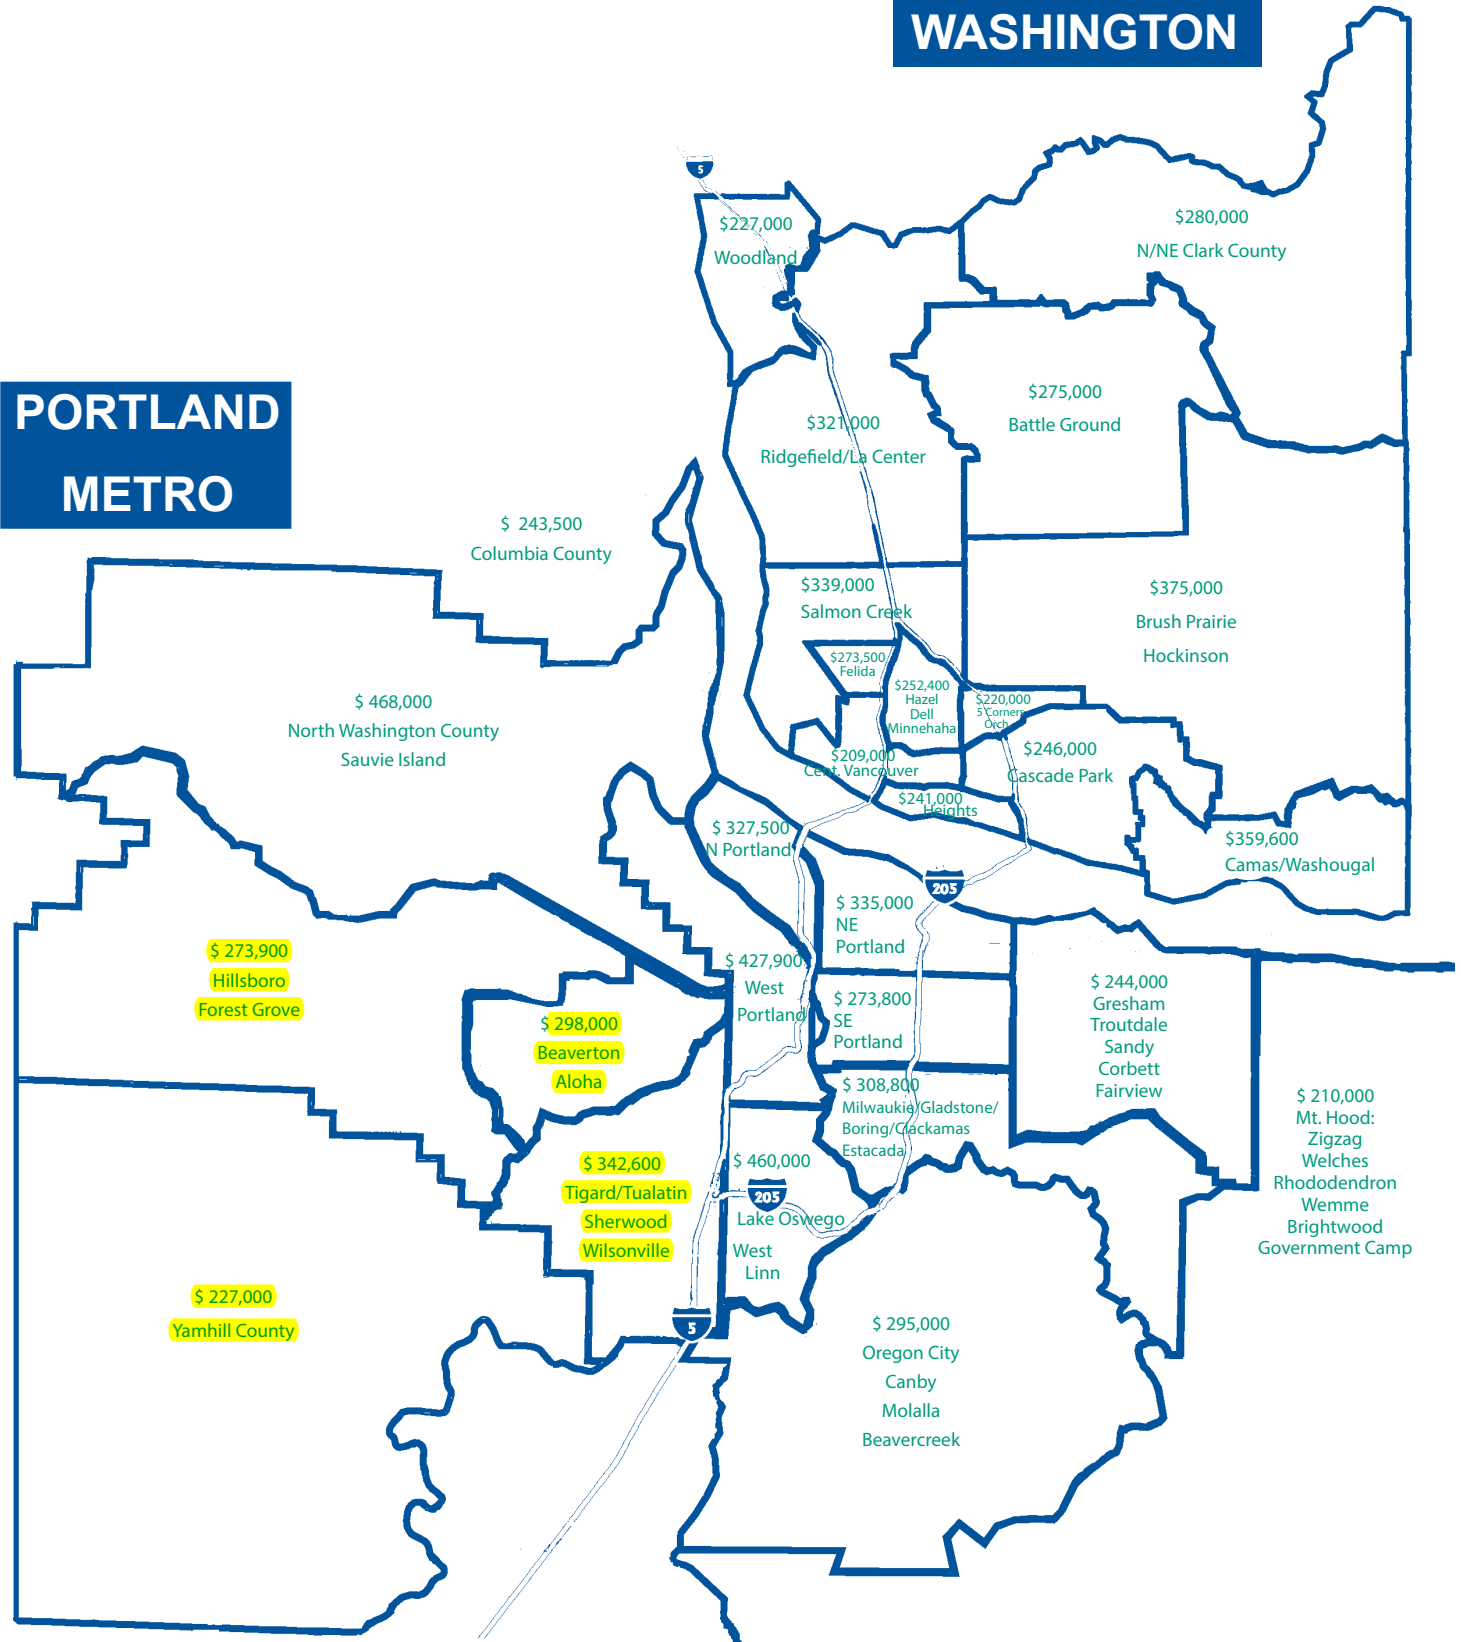 WASHINGTON
5
$227,000
Woodland
$280,000
N/NE Clark County
PORTLAND
METRO
$275,000
Battle Ground
$321,000
Ridgefield/La Center
$ 243,500
Columbia County
$339,000
Salmon Creek
$375,000
Brush Prairie
Hockinson
$273,500
Felida
$252,400
Hazel
Dell
Minnehaha
$220,000
5 Corners
Orch.
$ 468,000
North Washington County
Sauvie Island
$209,000
Cent. Vancouver
$246,000
Cascade Park
$241,000
Heights
$359,600
Camas/Washougal
$ 327,500
N Portland
205
$ 335,000
NE
Portland
$ 273,900
Hillsboro
Forest Grove
$ 427,900
West
Portland
$ 273,800
SE
Portland
$ 244,000
Gresham
Troutdale
Sandy
Corbett
Fairview
$ 298,000
Beaverton
Aloha
$ 308,800
Milwaukie/Gladstone/
Boring/Clackamas
Estacada
$ 210,000
Mt. Hood:
Zigzag
Welches
Rhododendron
Wemme
Brightwood
Government Camp
$ 342,600
Tigard/Tualatin
Sherwood
Wilsonville
$ 460,000
205
Lake Oswego
West
Linn
$ 227,000
Yamhill County
5
$ 295,000
Oregon City
Canby
Molalla
Beavercreek